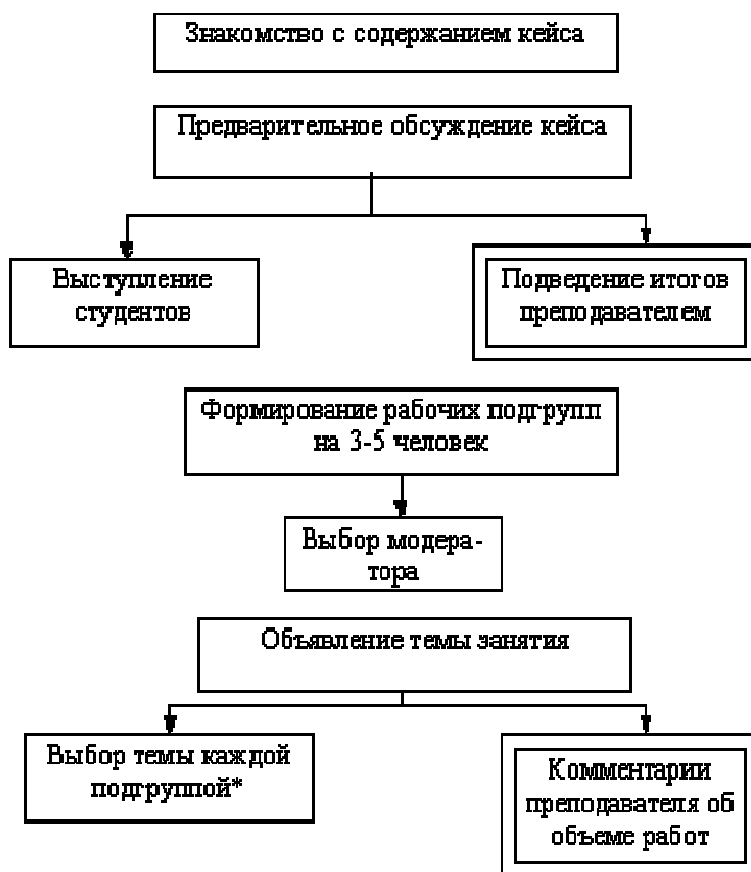 Знакомство с содержанием кейса
Предварительное обсуждение кейса
Выступление
студентов
Подведение итогов
преподавателем
Формирование рабочих подгрупп
на 3-5 человек
Выбор модера-
тора
Объявление темы занятия
Выбор темы каждой
подгруппой*
Комментарии
преподавателя об
объеме работ